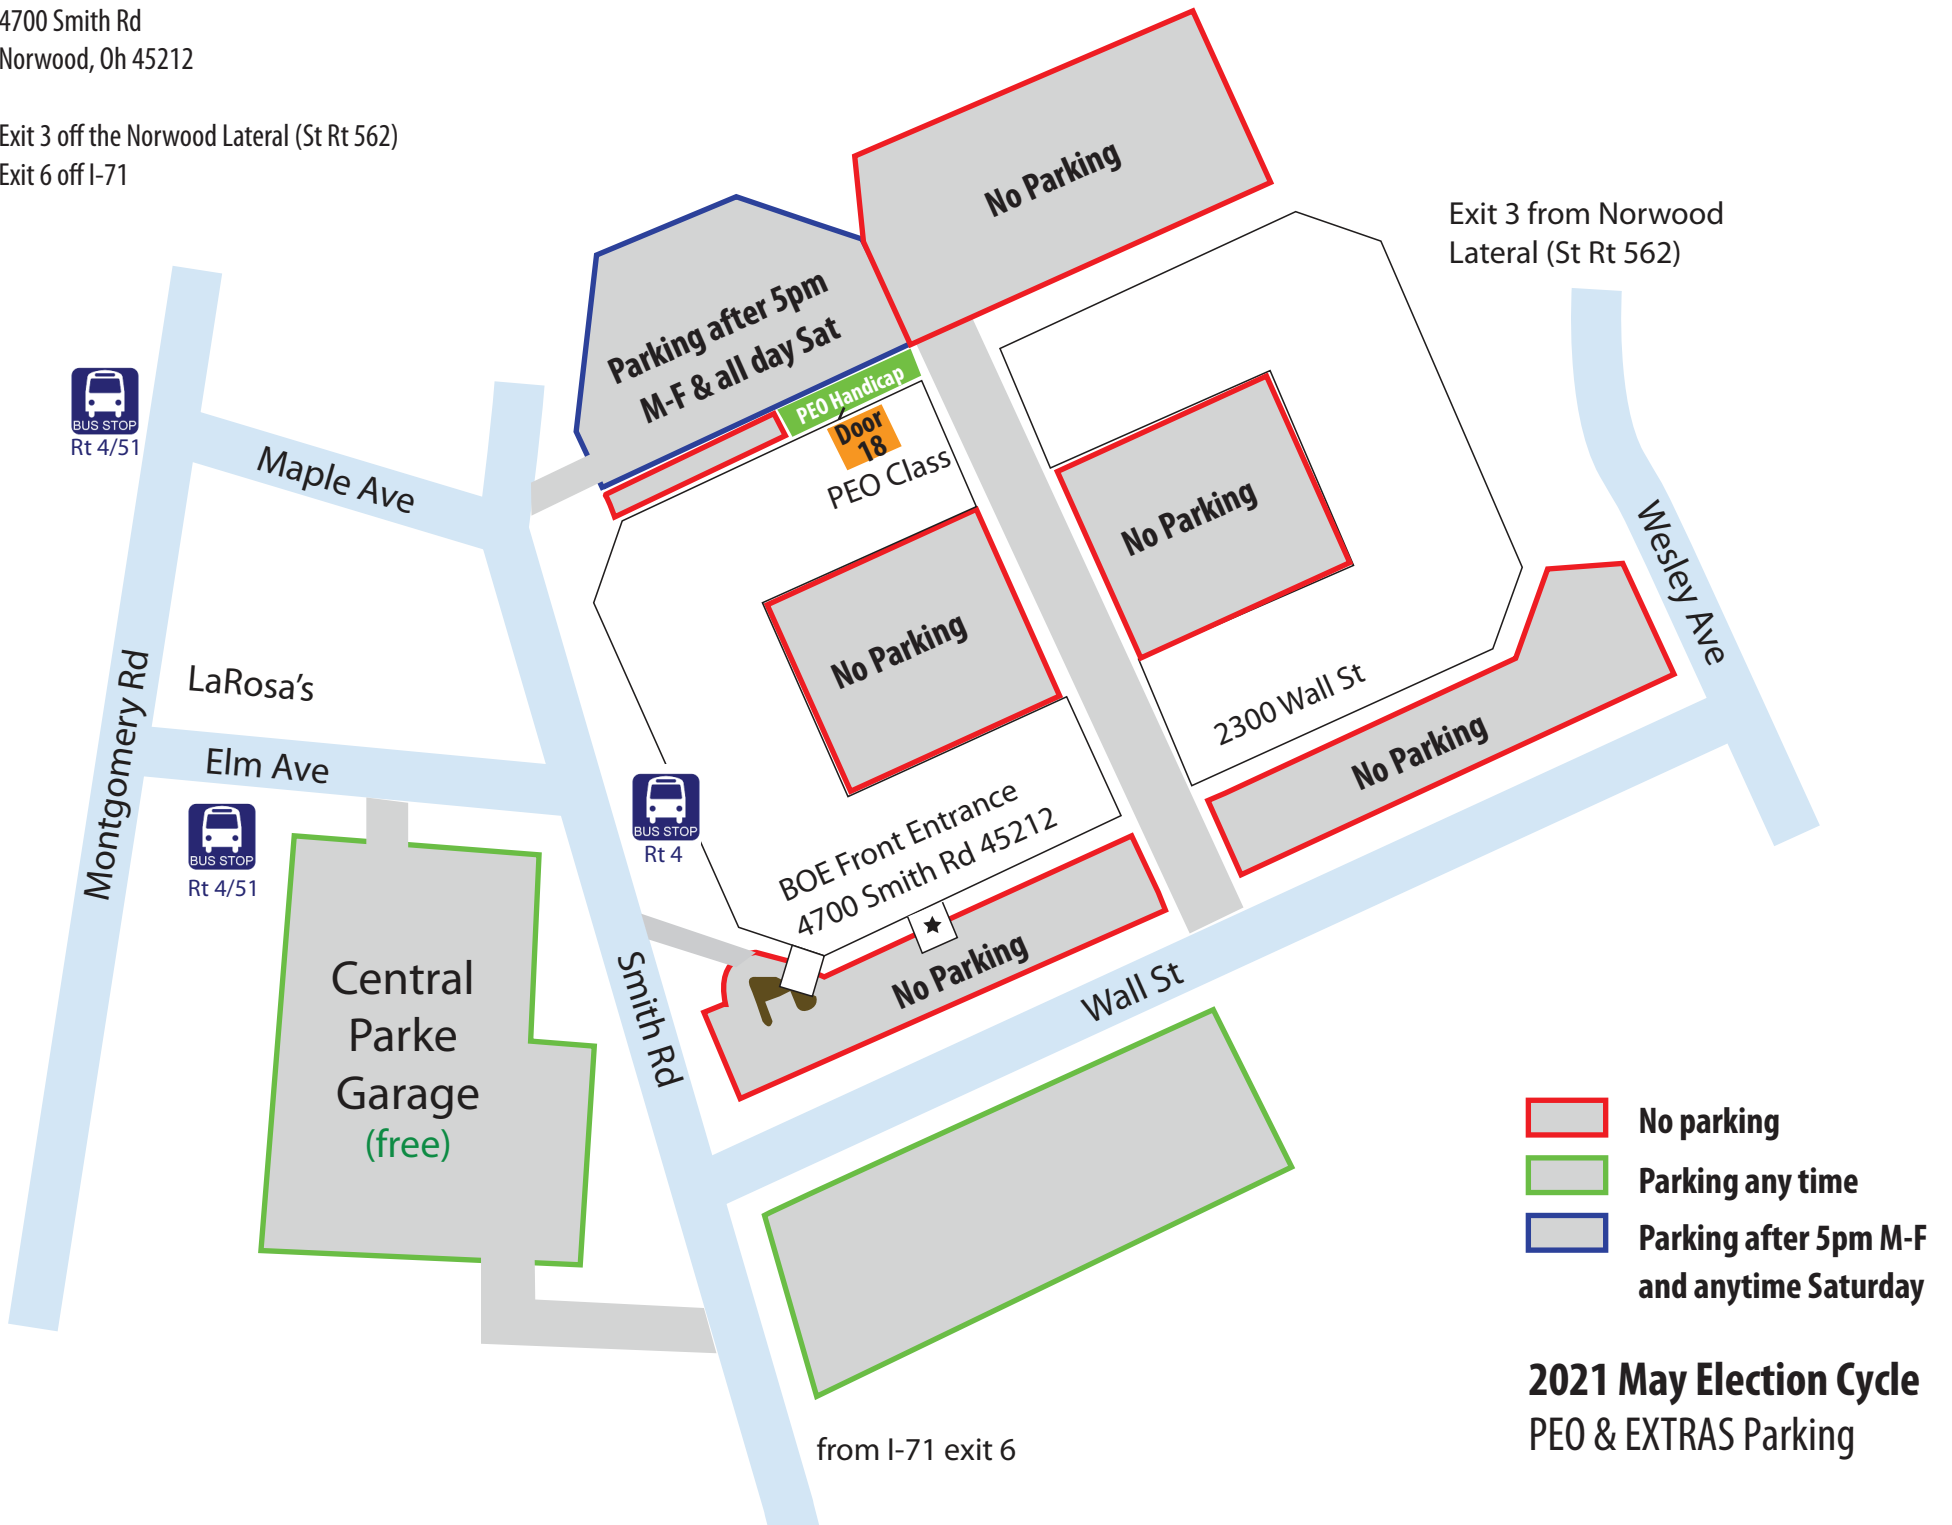 4700 Smith Rd
Norwood, Oh 45212
Exit 3 off the Norwood Lateral (St Rt 562)
Exit 6 off I-71
No Parking
Exit 3 from Norwood
Lateral (St Rt 562)
Parking after 5pm
M-F & all day Sat
PEO Handicap
Door
18
PEO Class
BUS STOP
Rt 4/51
Maple Ave
No Parking
Wesley Ave
No Parking
LaRosa's
Montgomery Rd
2300 Wall St
No Parking
Elm Ave
BUS STOP
Rt 4/51
BUS STOP
Rt 4
BOE Front Entrance
4700 Smith Rd 45212
No Parking
Wall St
Smith Rd
Central
Parke
Garage
(free)
No parking
Parking any time
Parking after 5pm M-F
and anytime Saturday
2021 May Election Cycle
PEO & EXTRAS Parking
from I-71 exit 6